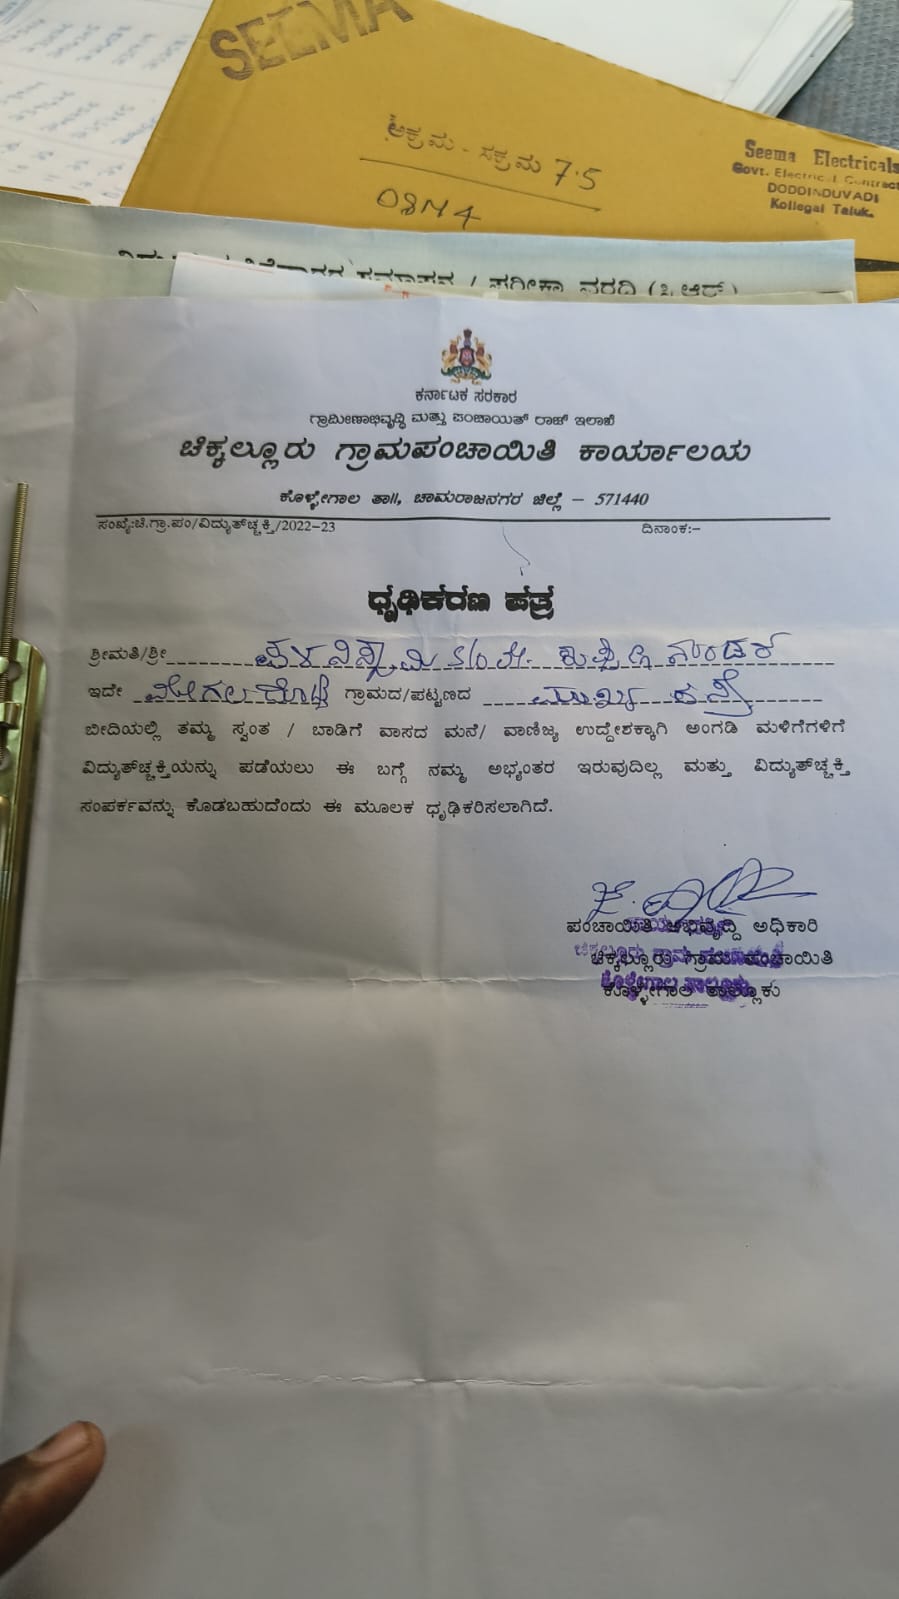 SEEMA
ಅಕ್ರಮ - ಸಕ್ರಮ 7.5
08M4
Seema Electricals
Govt. Electrical Contract
DODDINDUVADI
Kollegal Taluk.
ಕರ್ನಾಟಕ ಸರಕಾರ
ಗ್ರಾಮೀಣಾಭಿವೃದ್ಧಿ ಮತ್ತು ಪಂಚಾಯಿತ್ ರಾಜ್ ಇಲಾಖೆ
ಚಿಕ್ಕಲ್ಲೂರು ಗ್ರಾಮಪಂಚಾಯಿತಿ ಕಾರ್ಯಾಲಯ
ಕೊಳ್ಳೇಗಾಲ ತಾ||, ಚಾಮರಾಜನಗರ ಜಿಲ್ಲೆ – 571440
ಸಂಖ್ಯೆ:ಚಿ.ಗ್ರಾ.ಪಂ/ವಿದ್ಯುತ್‌ಚ್ಛಕ್ತಿ/2022-23 ದಿನಾಂಕ:-
ಧೃಢಿಕರಣ ಪತ್ರ
ಶ್ರೀಮತಿ/ಶ್ರೀ ಪಳನಿಸ್ವಾಮಿ S/o
ಇದೇ ಗ್ರಾಮದ/ಪಟ್ಟಣದ ಮುಖ್ಯ ರಸ್ತೆ
ಬೀದಿಯಲ್ಲಿ ತಮ್ಮ ಸ್ವಂತ / ಬಾಡಿಗೆ ವಾಸದ ಮನೆ/ ವಾಣಿಜ್ಯ ಉದ್ದೇಶಕ್ಕಾಗಿ ಅಂಗಡಿ ಮಳಿಗೆಗಳಿಗೆ
ವಿದ್ಯುತ್‌ಚ್ಛಕ್ತಿಯನ್ನು ಪಡೆಯಲು ಈ ಬಗ್ಗೆ ನಮ್ಮ ಅಭ್ಯಂತರ ಇರುವುದಿಲ್ಲ ಮತ್ತು ವಿದ್ಯುತ್‌ಚ್ಛಕ್ತಿ
ಸಂಪರ್ಕವನ್ನು ಕೊಡಬಹುದೆಂದು ಈ ಮೂಲಕ ಧೃಢಿಕರಿಸಲಾಗಿದೆ.
ಪಂಚಾಯಿತಿ ಅಭಿವೃದ್ದಿ ಅಧಿಕಾರಿ
ಚಿಕ್ಕಲ್ಲೂರು ಗ್ರಾಮ ಪಂಚಾಯಿತಿ
ಕೊಳ್ಳೇಗಾಲ ತಾಲ್ಲೂಕು